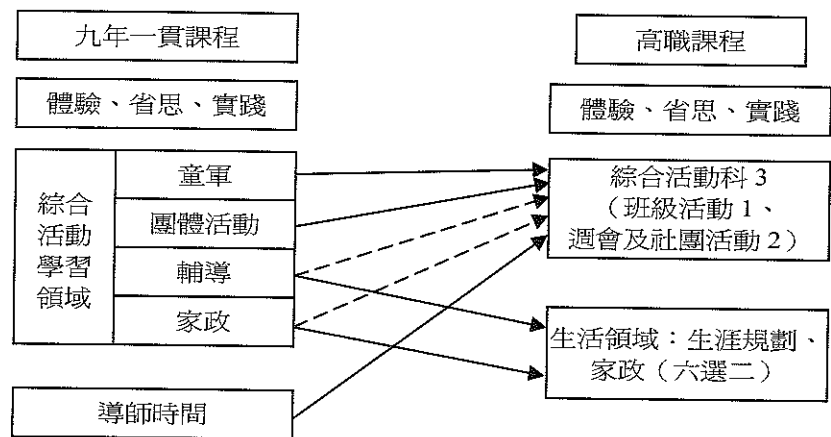 九年一貫課程
體驗、省思、實踐
綜合
活動
學習
領域
童軍
團體活動
輔導
家政
導師時間
高職課程
體驗、省思、實踐
綜合活動科 3
（班級活動 1、
週會及社團活動 2）
生活領域：生涯規劃、
家政（六選二）